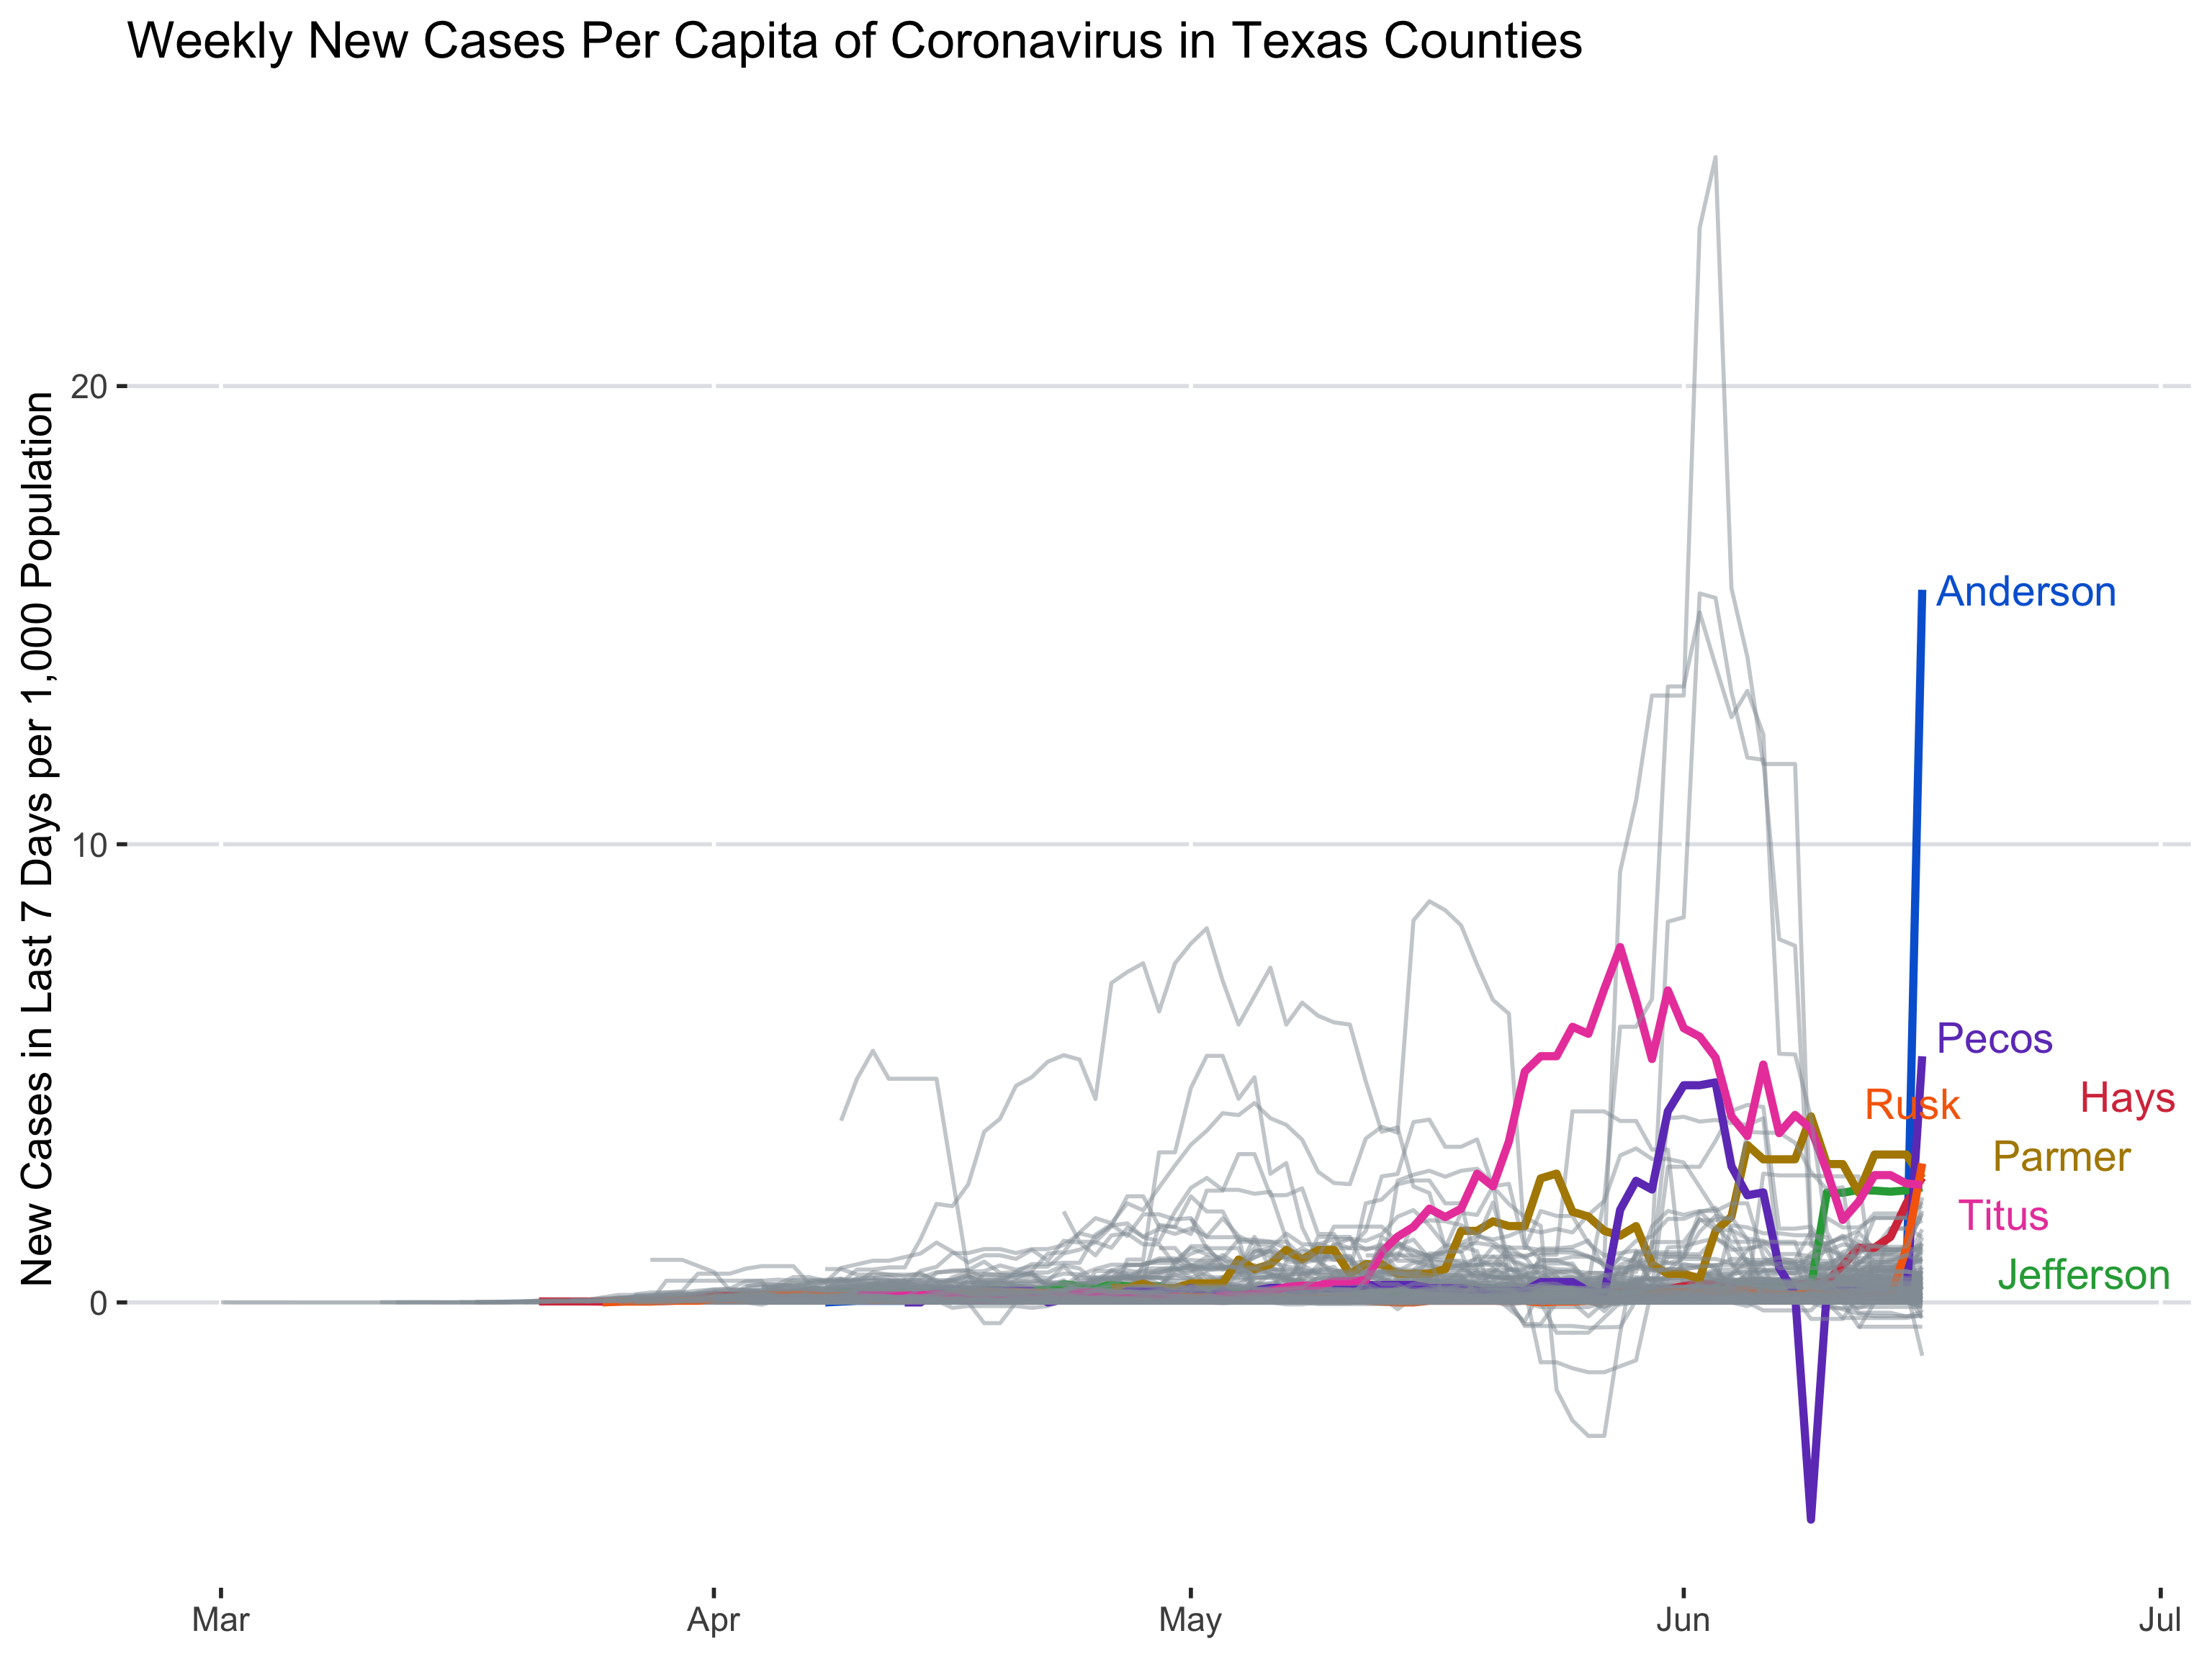 Weekly New Cases Per Capita of Coronavirus in Texas Counties
New Cases in Last 7 Days per 1,000 Population
20
10
0
Anderson
Pecos
Hays
Rusk
Parmer
Titus
Jefferson
Mar
Apr
May
Jun
Jul